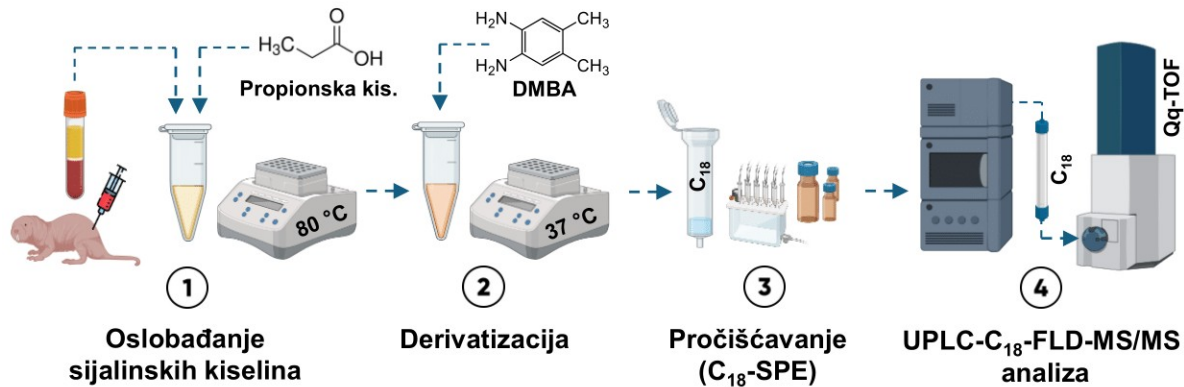 H₃C
O
OH
Propionska kis.
H₂N
H₂N
CH₃
CH₃
DMBA
80 °C
37 °C
C₁₈
C₁₈
Qq-TOF
1
Oslobađanje
sijalinskih kiselina
2
Derivatizacija
3
Pročišćavanje
(C₁₈-SPE)
4
UPLC-C₁₈-FLD-MS/MS
analiza